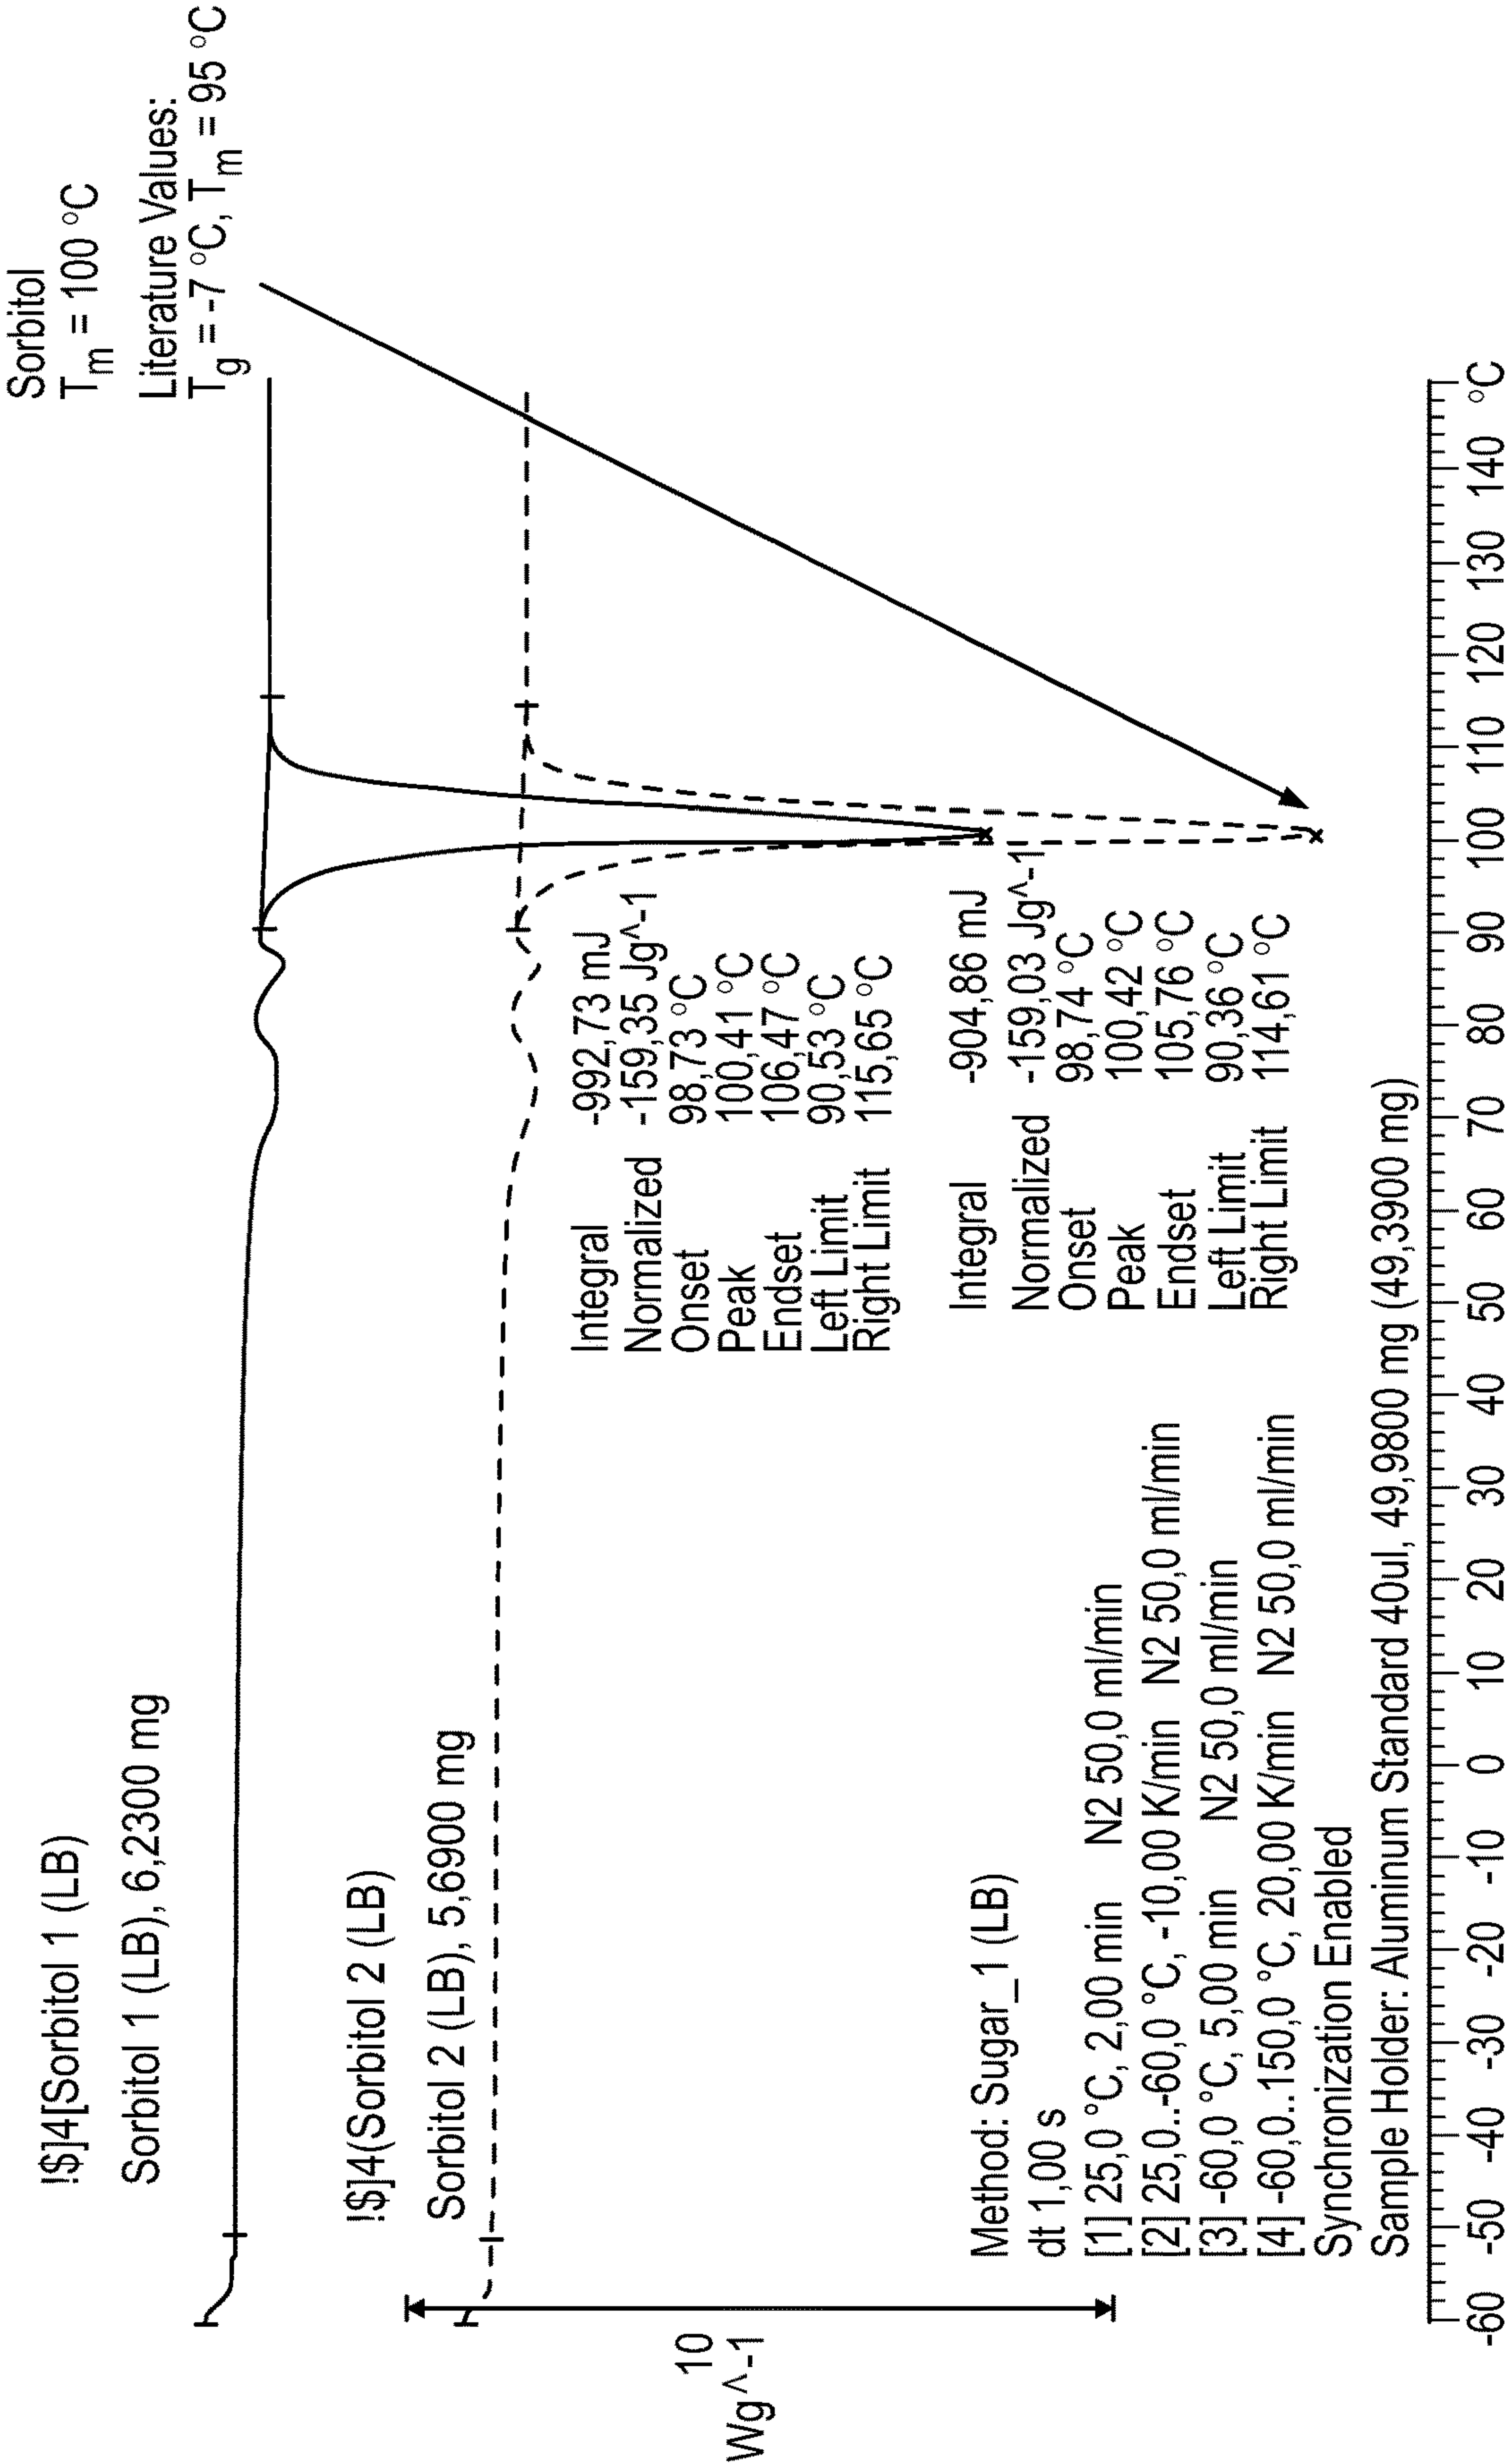 !$]4[Sorbitol 1 (LB)
Sorbitol 1 (LB), 6,2300 mg
Sorbitol
Tm = 100 °C
Literature Values:
Tg = -7 °C, Tm = 95 °C
!$]4(Sorbitol 2 (LB)
Sorbitol 2 (LB), 5,6900 mg
Integral -992,73 mJ
Normalized -159,35 Jg^-1
Onset 98,73 °C
Peak 100,41 °C
Endset 106,47 °C
Left Limit 90,53 °C
Right Limit 115,65 °C
Integral -904,86 mJ
Normalized -159,03 Jg^-1
Onset 98,74 °C
Peak 100,42 °C
Endset 105,76 °C
Left Limit 90,36 °C
Right Limit 114,61 °C
10
Wg^-1
Method: Sugar_1 (LB)
dt 1,00 s
[1] 25,0 °C, 2,00 min N2 50,0 ml/min
[2] 25,0..-60,0 °C, -10,00 K/min N2 50,0 ml/min
[3] -60,0 °C, 5,00 min N2 50,0 ml/min
[4] -60,0..150,0 °C, 20,00 K/min N2 50,0 ml/min
Synchronization Enabled
Sample Holder: Aluminum Standard 40ul, 49,9800 mg (49,3900 mg)
-60 -50 -40 -30 -20 -10 0 10 20 30 40 50 60 70 80 90 100 110 120 130 140 °C